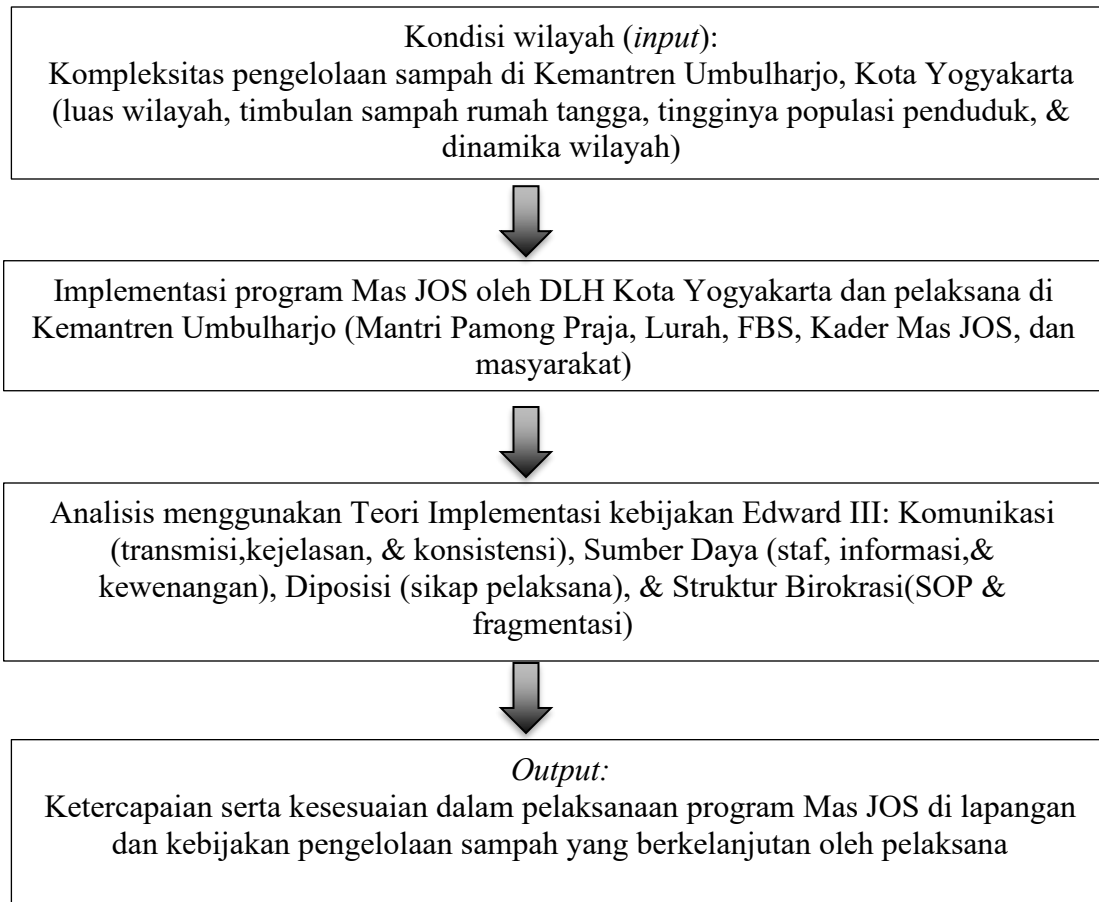 Kondisi wilayah (input):
Kompleksitas pengelolaan sampah di Kemantren Umbulharjo, Kota Yogyakarta
(luas wilayah, timbulan sampah rumah tangga, tingginya populasi penduduk, &
dinamika wilayah)
Implementasi program Mas JOS oleh DLH Kota Yogyakarta dan pelaksana di
Kemantren Umbulharjo (Mantri Pamong Praja, Lurah, FBS, Kader Mas JOS, dan
masyarakat)
Analisis menggunakan Teori Implementasi kebijakan Edward III: Komunikasi
(transmisi,kejelasan, & konsistensi), Sumber Daya (staf, informasi,&
kewenangan), Diposisi (sikap pelaksana), & Struktur Birokrasi(SOP &
fragmentasi)
Output:
Ketercapaian serta kesesuaian dalam pelaksanaan program Mas JOS di lapangan
dan kebijakan pengelolaan sampah yang berkelanjutan oleh pelaksana